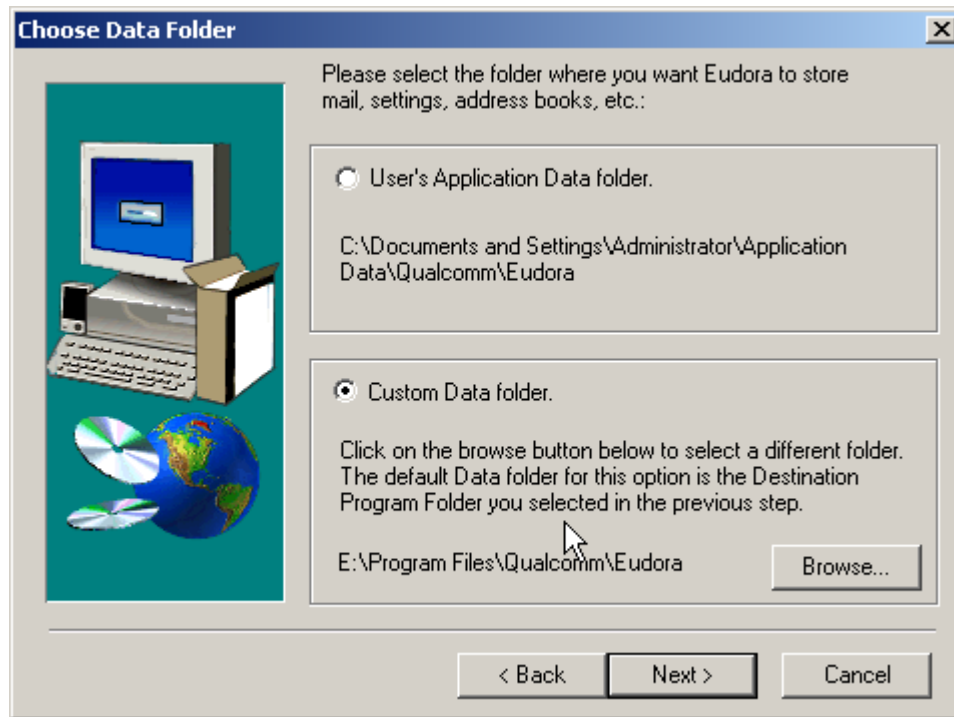 Choose Data Folder
Please select the folder where you want Eudora to store
mail, settings, address books, etc.:
User's Application Data folder.
C:\Documents and Settings\Administrator\Application
Data\Qualcomm\Eudora
Custom Data folder.
Click on the browse button below to select a different folder.
The default Data folder for this option is the Destination
Program Folder you selected in the previous step.
E:\Program Files\Qualcomm\Eudora
Browse...
< Back
Next >
Cancel